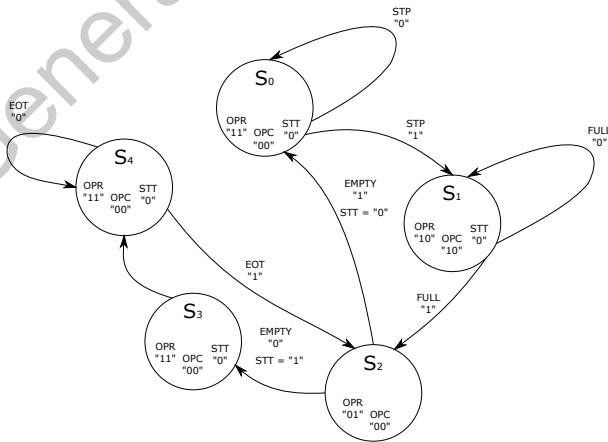 genera
STP
"0"
S0
OPR
"11"
OPC
"00"
STT
"0"
STP
"1"
FULL
"0"
EOT
"0"
S4
OPR
"11"
OPC
"00"
STT
"0"
EMPTY
"1"
STT = "0"
S1
OPR
"10"
OPC
"10"
STT
"0"
EOT
"1"
FULL
"1"
S3
OPR
"11"
OPC
"00"
STT
"0"
EMPTY
"0"
STT = "1"
S2
OPR
"01"
OPC
"00"